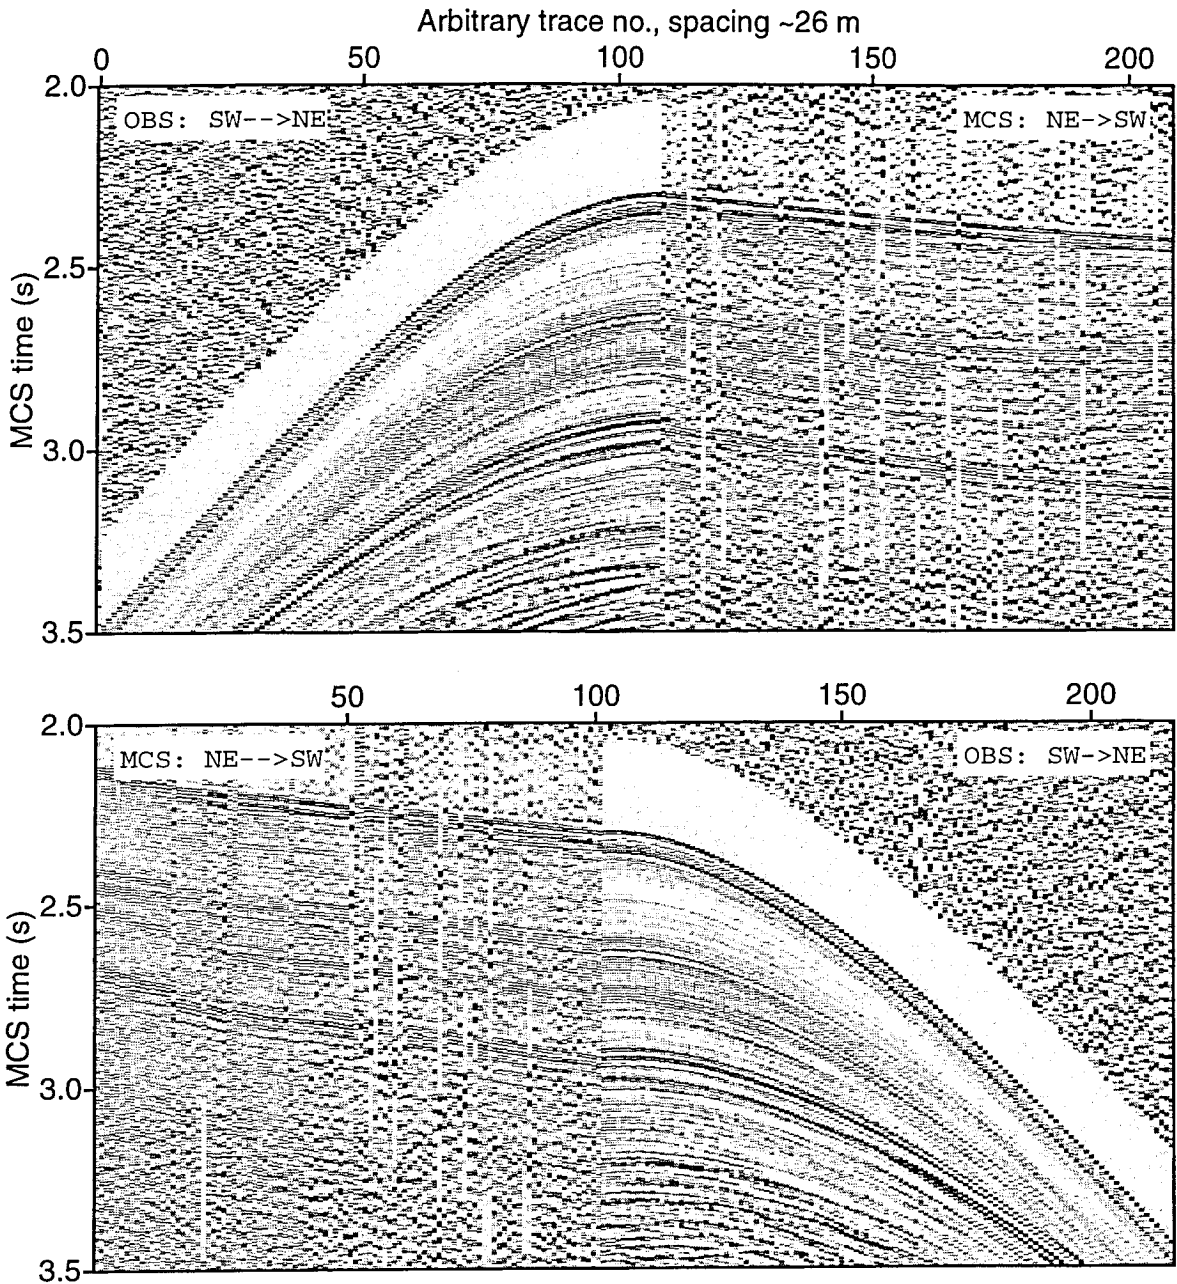 Arbitrary trace no., spacing ~26 m
0 50 100 150 200
2.0
OBS: SW-->NE MCS: NE->SW
2.5
MCS time (s)
3.0
3.5
50 100 150 200
2.0
MCS: NE-->SW OBS: SW->NE
2.5
MCS time (s)
3.0
3.5